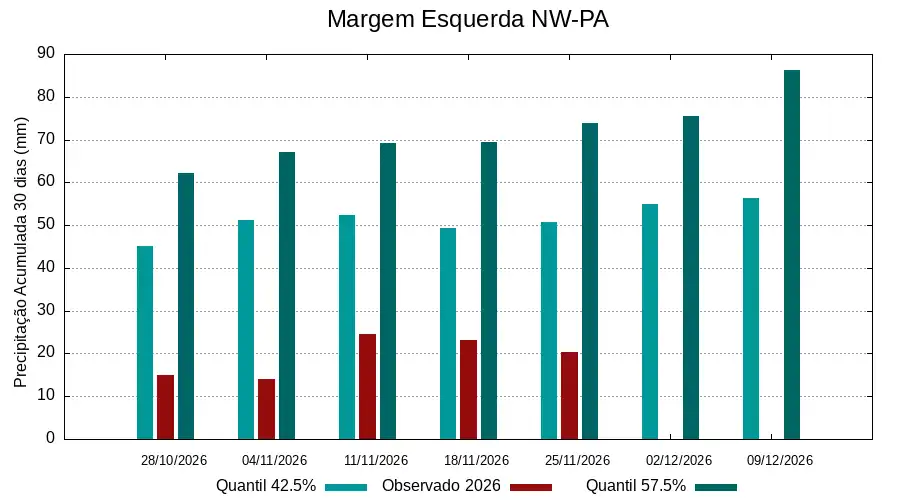 Margem Esquerda NW-PA
Precipitação Acumulada 30 dias (mm)
90
80
70
60
50
40
30
20
10
0
28/10/2026 04/11/2026 11/11/2026 18/11/2026 25/11/2026 02/12/2026 09/12/2026
Quantil 42.5% Observado 2026 Quantil 57.5%